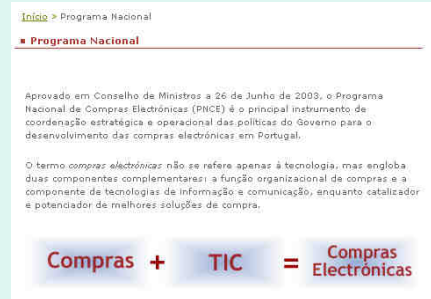 Início > Programa Nacional
Programa Nacional
Aprovado em Conselho de Ministros a 26 de Junho de 2003, o Programa
Nacional de Compras Electrónicas (PNCE) é o principal instrumento de
coordenação estratégica e operacional das políticas do Governo para o
desenvolvimento das compras electrónicas em Portugal.
O termo compras electrónicas não se refere apenas à tecnologia, mas engloba
duas componentes complementares: a função organizacional de compras e a
componente de tecnologias de informação e comunicação, enquanto catalizador
e potenciador de melhores soluções de compra.
Compras + TIC = Compras
Electrónicas